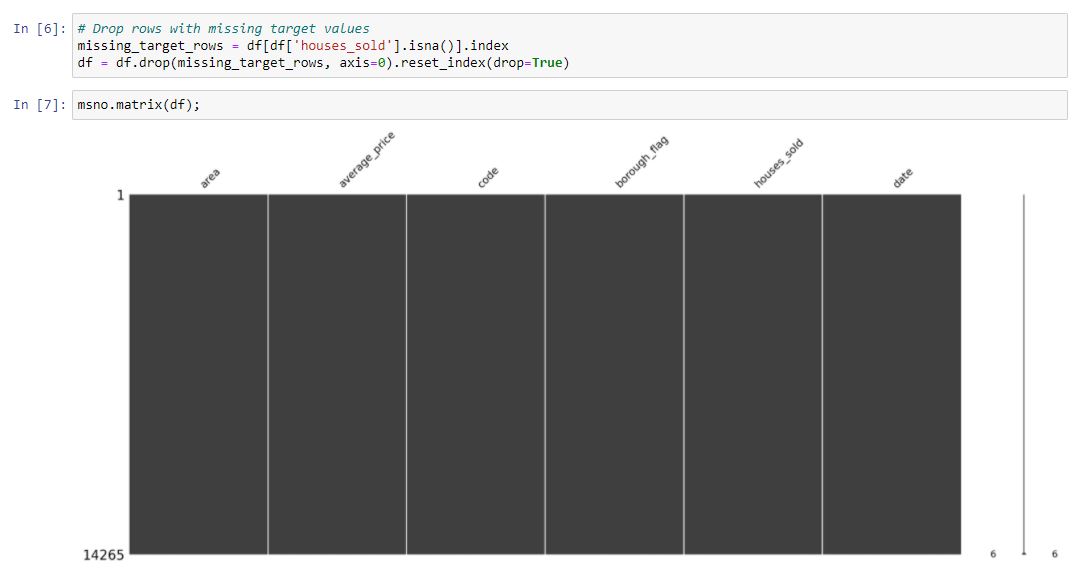 In [6]: # Drop rows with missing target values
missing_target_rows = df[df['houses_sold'].isna()].index
df = df.drop(missing_target_rows, axis=0).reset_index(drop=True)
In [7]: msno.matrix(df);
area average_price code borough_flag houses_sold date
1
14265
6 6